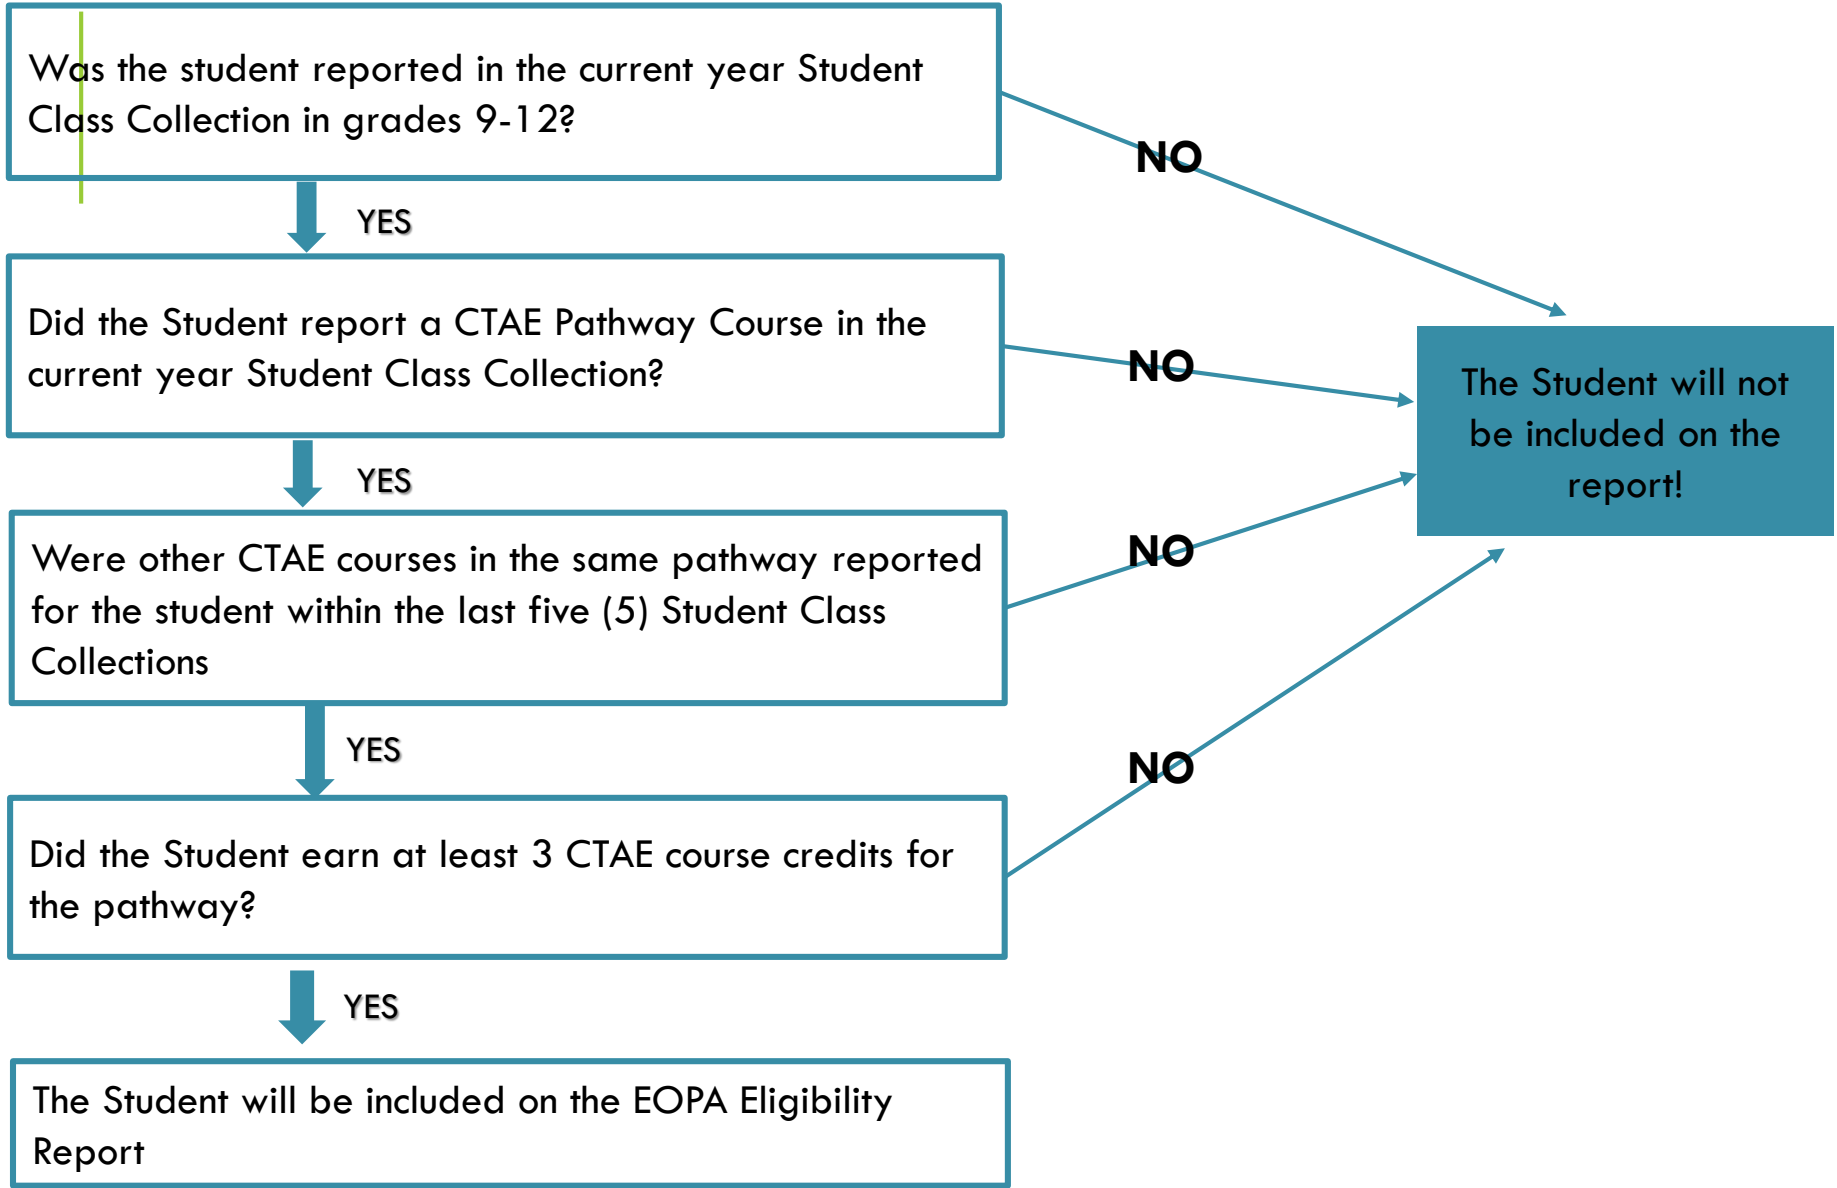 Was the student reported in the current year Student
Class Collection in grades 9-12?
NO
YES
Did the Student report a CTAE Pathway Course in the
current year Student Class Collection?
NO
The Student will not
be included on the
report!
YES
Were other CTAE courses in the same pathway reported
for the student within the last five (5) Student Class
Collections
NO
YES
Did the Student earn at least 3 CTAE course credits for
the pathway?
NO
YES
The Student will be included on the EOPA Eligibility
Report